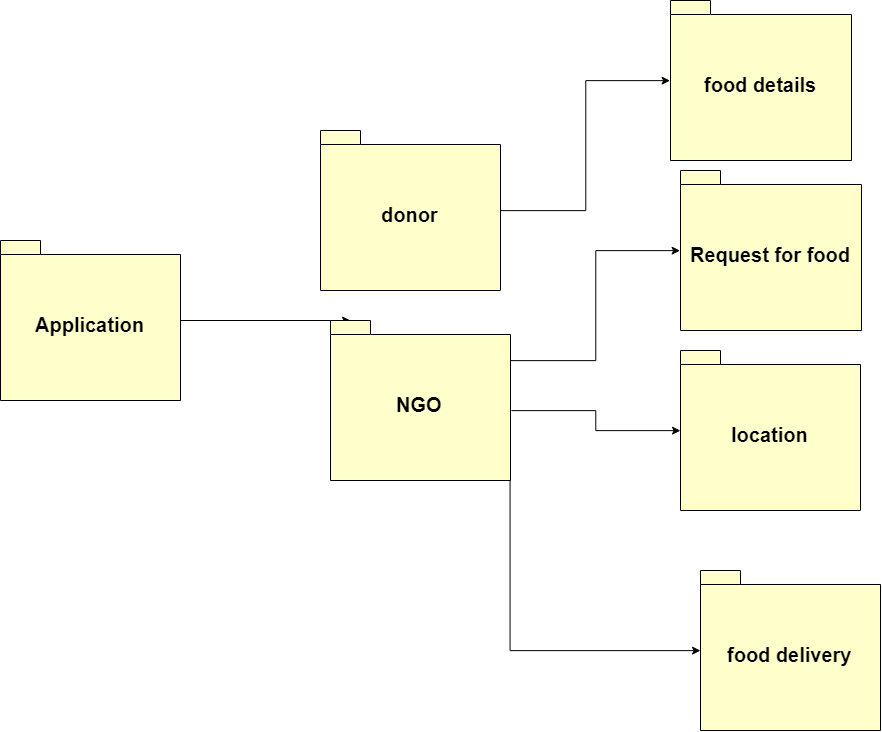 food details
donor
Request for food
Application
NGO
location
food delivery